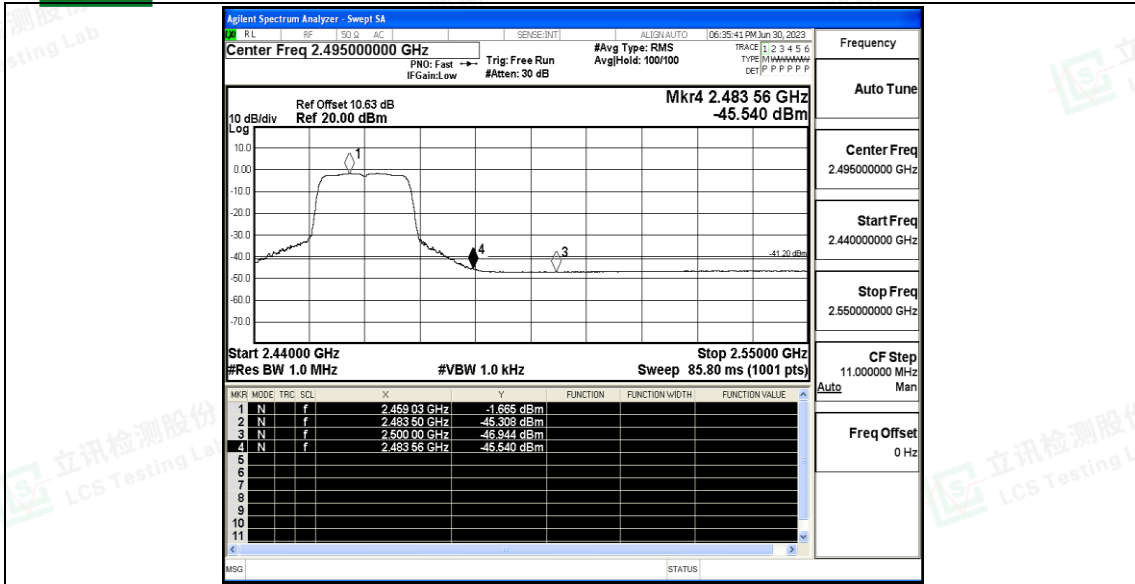 Agilent Spectrum Analyzer - Swept SA
LXI RL RF 50 Ω AC SENSE:INT ALIGN AUTO 06:35:41 PM Jun 30, 2023
Center Freq 2.495000000 GHz
PNO: Fast
IFGain:Low
Trig: Free Run
#Atten: 30 dB
#Avg Type: RMS
Avg|Hold: 100/100
TRACE 1 2 3 4 5 6
TYPE M W W W W W
DET P P P P P P
Mkr4 2.483 56 GHz
-45.540 dBm
Ref Offset 10.63 dB
10 dB/div Ref 20.00 dBm
Log
10.0
0.00
-10.0
-20.0
-30.0
-40.0
-50.0
-60.0
-70.0
1
4
3
-41.20 dBm
Start 2.44000 GHz Stop 2.55000 GHz
#Res BW 1.0 MHz #VBW 1.0 kHz Sweep 85.80 ms (1001 pts)
MKR MODE TRC SCL X Y FUNCTION FUNCTION WIDTH FUNCTION VALUE
1 N f 2.459 03 GHz -1.665 dBm
2 N f 2.483 50 GHz -45.308 dBm
3 N f 2.500 00 GHz -46.944 dBm
4 N f 2.483 56 GHz -45.540 dBm
5
6
7
8
9
10
11
MSG STATUS
Frequency
Auto Tune
Center Freq
2.495000000 GHz
Start Freq
2.440000000 GHz
Stop Freq
2.550000000 GHz
CF Step
11.000000 MHz
Auto Man
Freq Offset
0 Hz
立讯检测股份
LCS Testing Lab
立讯检测股份
LCS Testing L